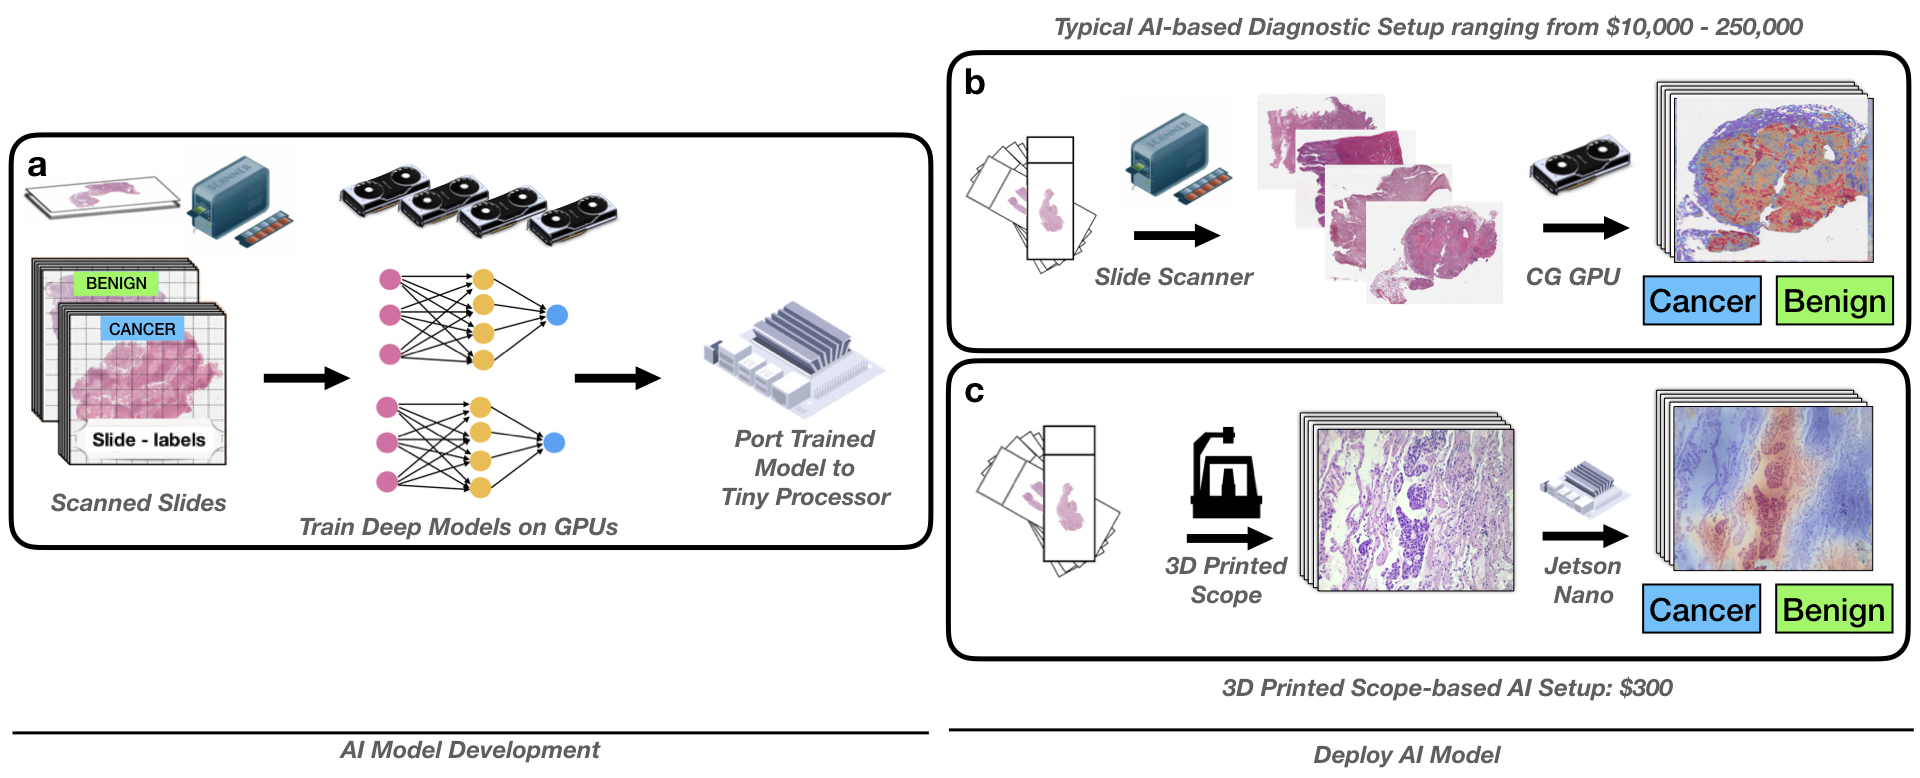 Typical AI-based Diagnostic Setup ranging from $10,000 - 250,000
a
SCANNER
BENIGN
CANCER
Slide - labels
Scanned Slides
Train Deep Models on GPUs
Port Trained
Model to
Tiny Processor
b
SCANNER
Slide Scanner
CG GPU
Cancer
Benign
c
3D Printed
Scope
Jetson
Nano
Cancer
Benign
3D Printed Scope-based AI Setup: $300
AI Model Development
Deploy AI Model